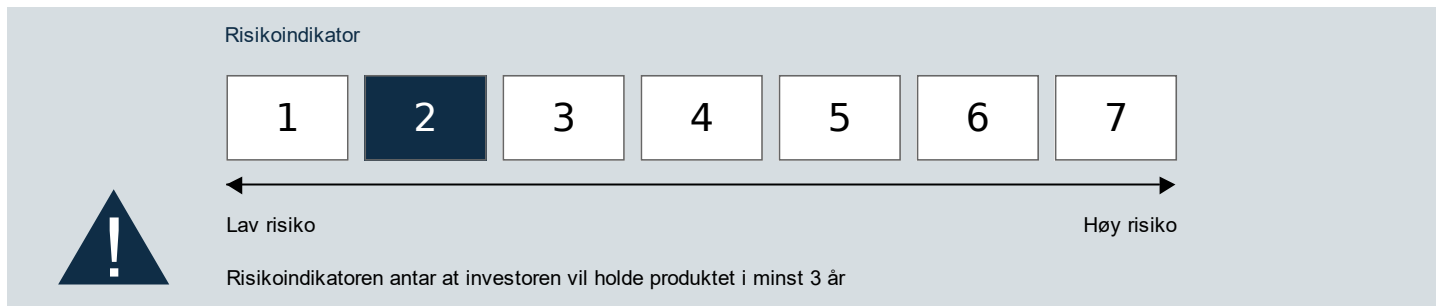 Risikoindikator
1 2 3 4 5 6 7
Lav risiko Høy risiko
!
Risikoindikatoren antar at investoren vil holde produktet i minst 3 år